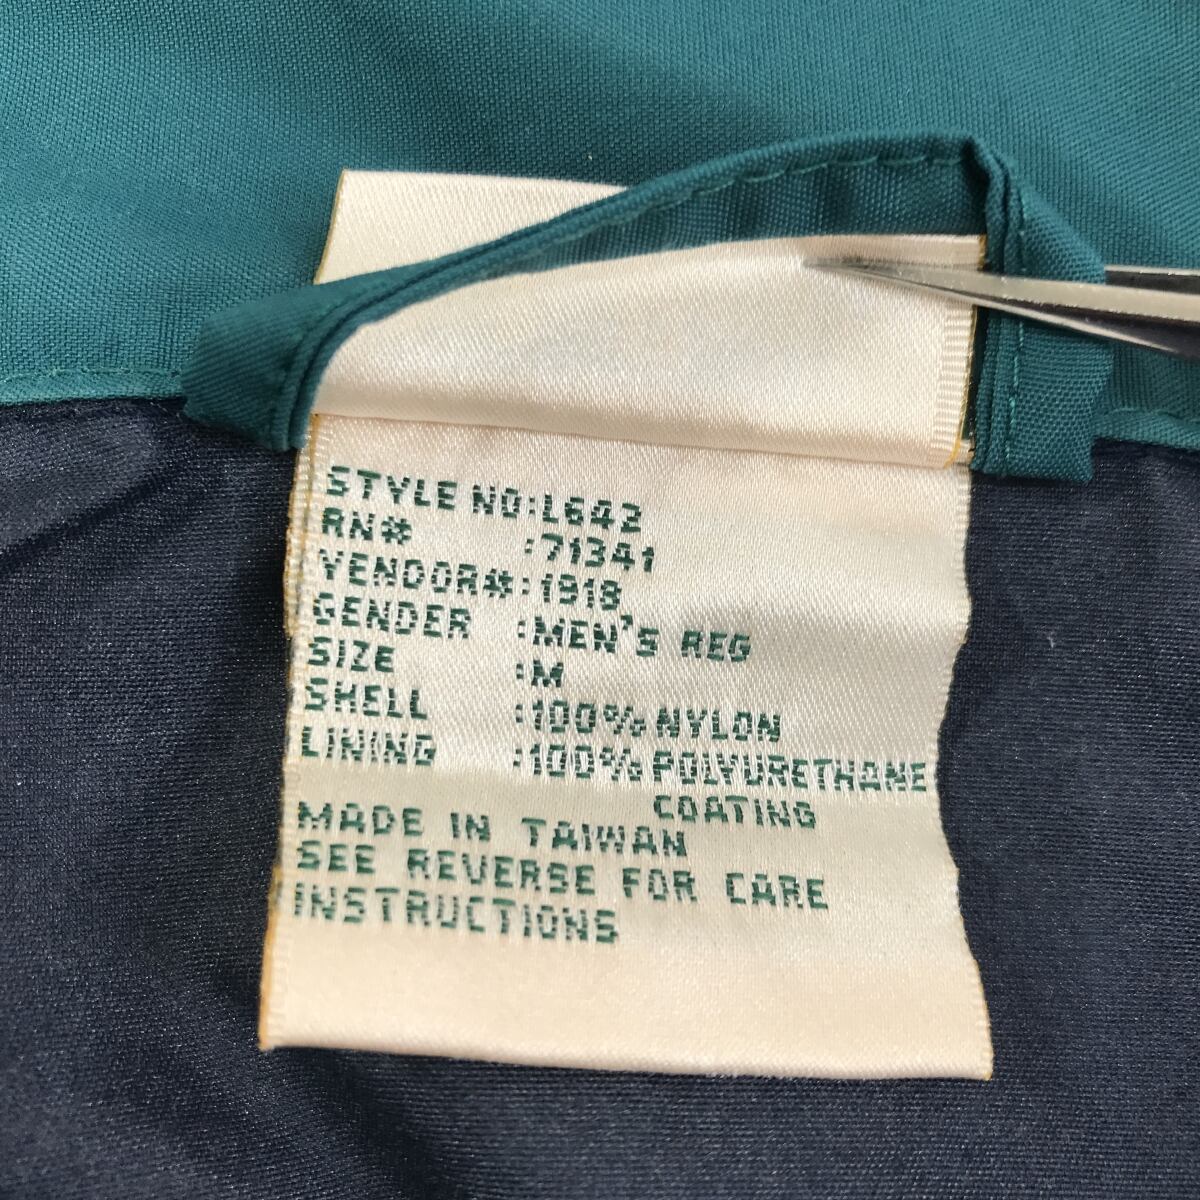 STYLE NO:L642
RN# :71341
VENDOR#:1918
GENDER :MEN'S REG
SIZE :M
SHELL :100% NYLON
LINING :100% POLYURETHANE
COATING
MADE IN TAIWAN
SEE REVERSE FOR CARE
INSTRUCTIONS